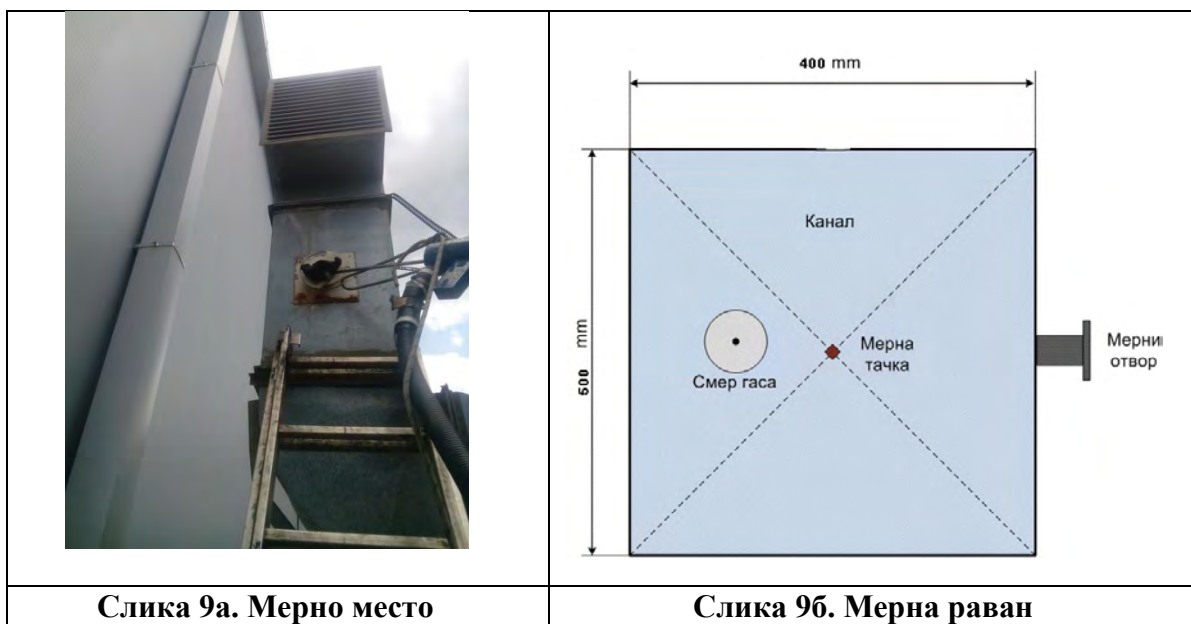 400 mm
Канал
500 mm
Мерна
тачка
Смер гаса
Мерни
отвор
Слика 9а. Мерно место
Слика 9б. Мерна раван